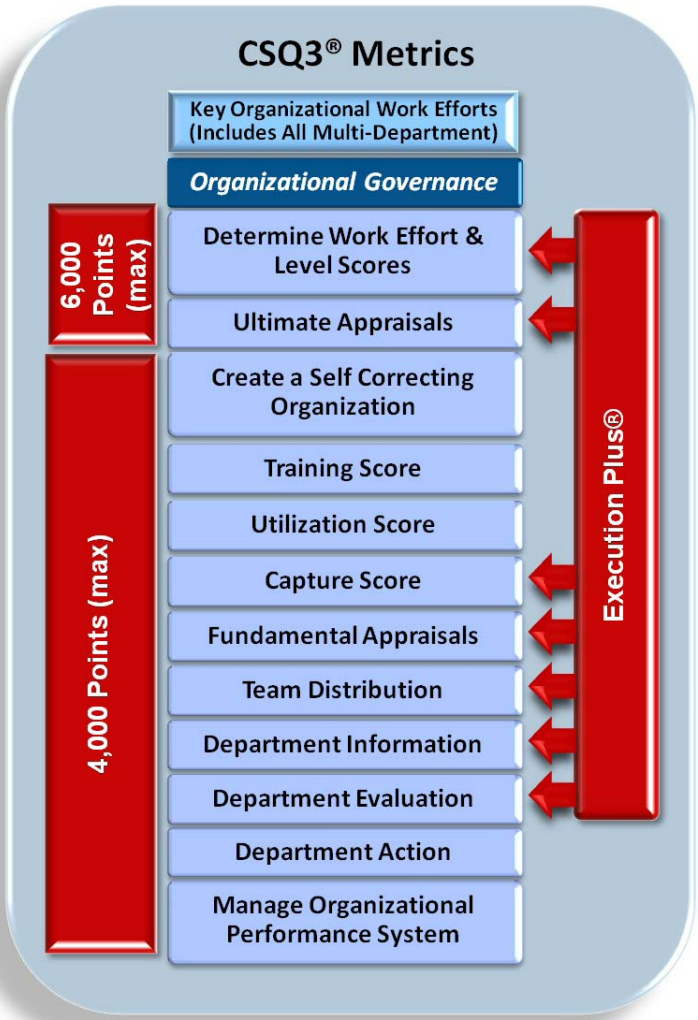 CSQ3® Metrics
Key Organizational Work Efforts
(Includes All Multi-Department)
Organizational Governance
6,000
Points
(max)
Determine Work Effort &
Level Scores
Ultimate Appraisals
4,000 Points (max)
Create a Self Correcting
Organization
Training Score
Utilization Score
Capture Score
Fundamental Appraisals
Team Distribution
Department Information
Department Evaluation
Department Action
Manage Organizational
Performance System
Execution Plus®